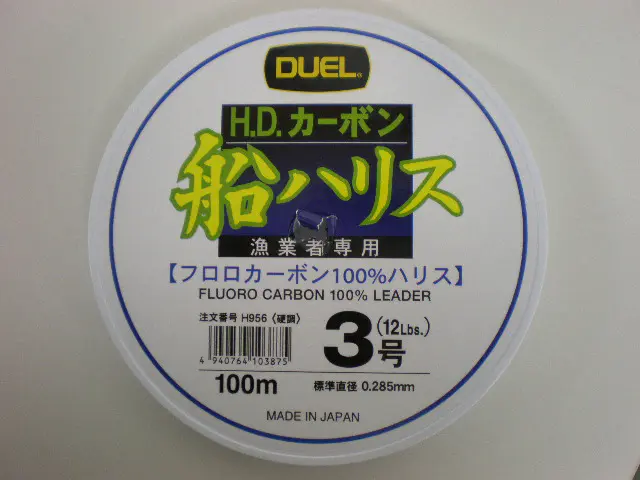 DUEL®
H.D.カーボン
船ハリス
漁業者専用
【フロロカーボン100%ハリス】
FLUORO CARBON 100% LEADER
注文番号 H956〈硬調〉
3号
(12Lbs.)
4 940764 103875
100m
標準直径 0.285mm
MADE IN JAPAN